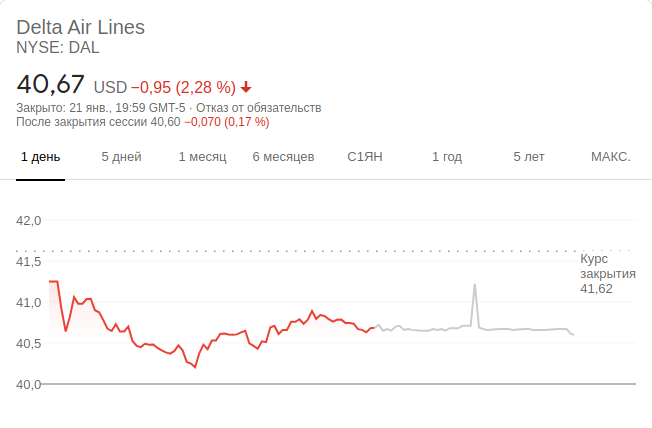 Delta Air Lines
NYSE: DAL
40,67 USD −0,95 (2,28 %)
Закрыто: 21 янв., 19:59 GMT-5 · Отказ от обязательств
После закрытия сессии 40,60 −0,070 (0,17 %)
1 день 5 дней 1 месяц 6 месяцев С1ЯН 1 год 5 лет МАКС.
42,0
41,5
Курс
закрытия
41,62
41,0
40,5
40,0